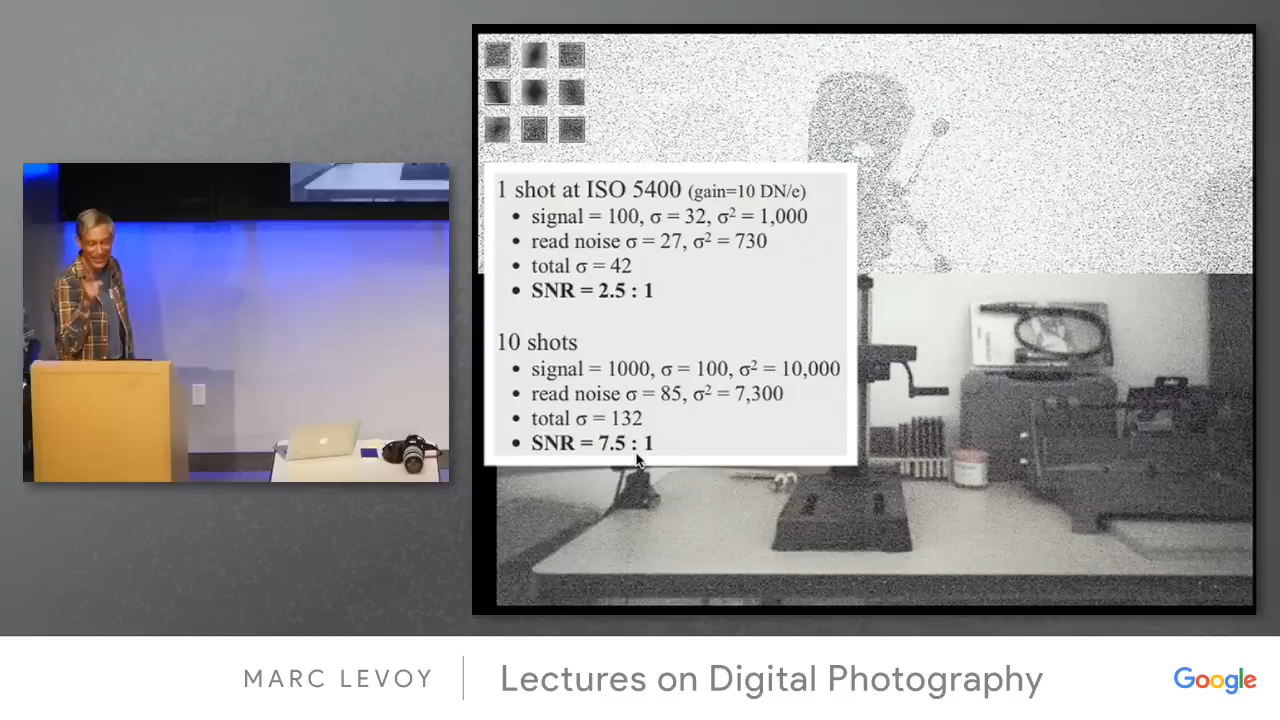 1 shot at ISO 5400 (gain=10 DN/e)
• signal = 100, σ = 32, σ² = 1,000
• read noise σ = 27, σ² = 730
• total σ = 42
• SNR = 2.5 : 1
10 shots
• signal = 1000, σ = 100, σ² = 10,000
• read noise σ = 85, σ² = 7,300
• total σ = 132
• SNR = 7.5 : 1
MARC LEVOY
Lectures on Digital Photography
Google